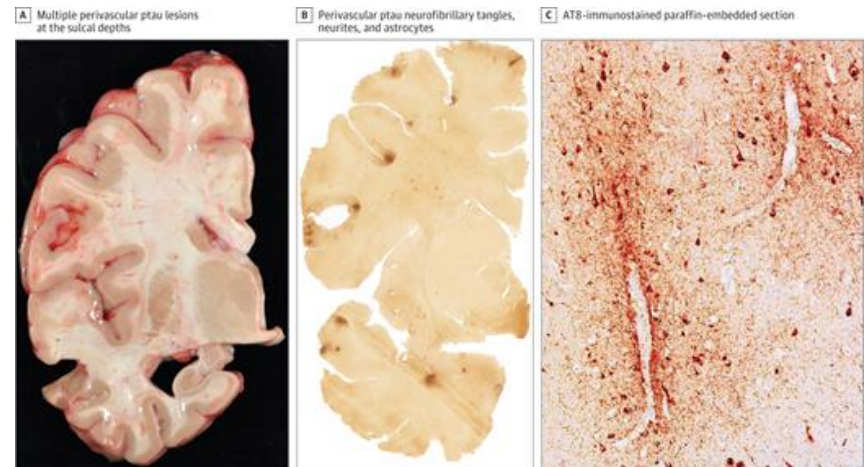 A Multiple perivascular ptau lesions
at the sulcal depths
B Perivascular ptau neurofibrillary tangles,
neurites, and astrocytes
C AT8-immunostained paraffin-embedded section